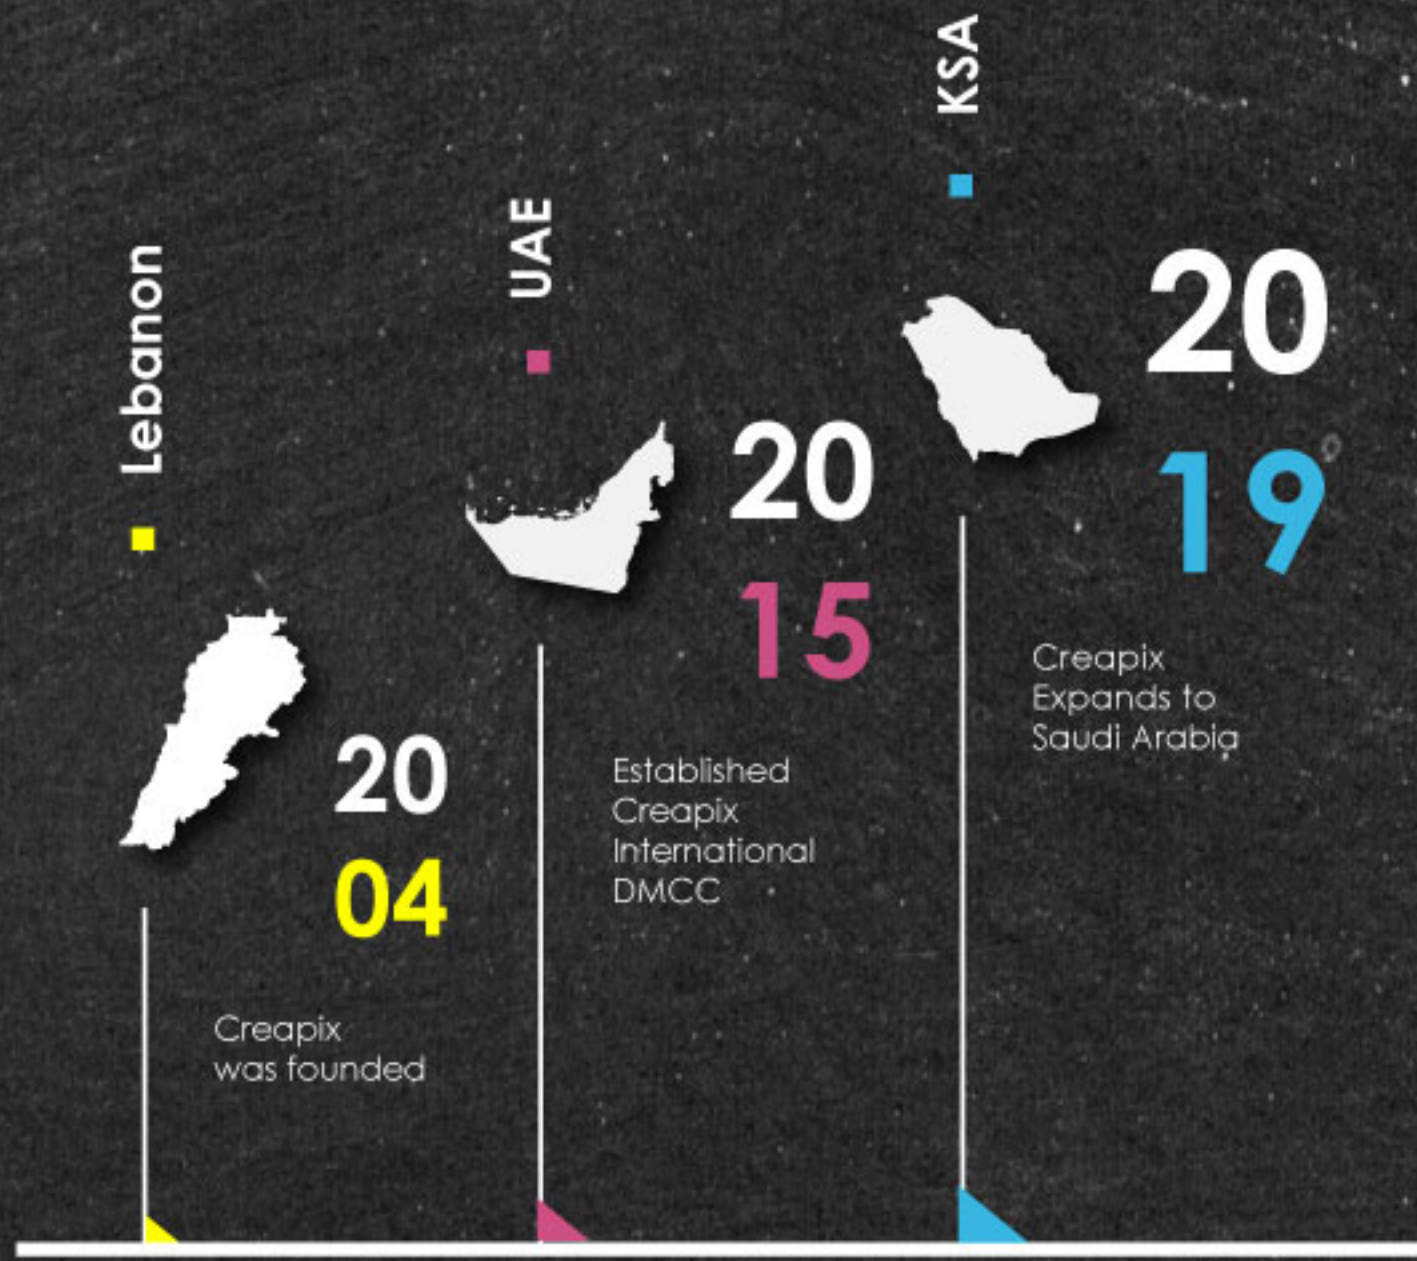 Lebanon
20
04
Creapix
was founded
UAE
20
15
Established
Creapix
International
DMCC
KSA
20
19
Creapix
Expands to
Saudi Arabia